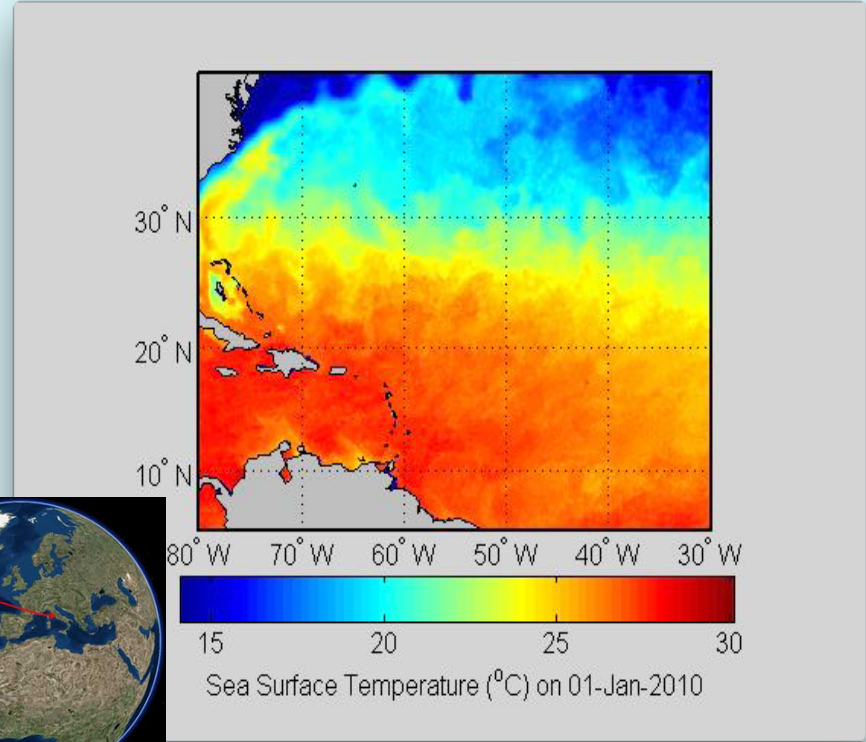 30° N
20° N
10° N
80° W 70° W 60° W 50° W 40° W 30° W
15 20 25 30
Sea Surface Temperature (°C) on 01-Jan-2010